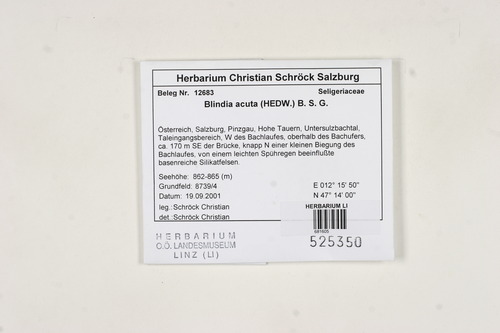 Herbarium Christian Schröck Salzburg
Beleg Nr. 12683 Seligeriaceae
Blindia acuta (HEDW.) B. S. G.
Österreich, Salzburg, Pinzgau, Hohe Tauern, Untersulzbachtal,
Taleingangsbereich, W des Bachlaufes, oberhalb des Bachufers,
ca. 170 m SE der Brücke, knapp N einer kleinen Biegung des
Bachlaufes, von einem leichten Spühregen beeinflußte
basenreiche Silikatfelsen.
Seehöhe: 862-865 (m)
Grundfeld: 8739/4 E 012° 15' 50"
Datum: 19.09.2001 N 47° 14' 00"
leg.: Schröck Christian
det.: Schröck Christian
HERBARIUM LI
681605
525350
HERBARIUM
O.Ö. LANDESMUSEUM
LINZ (LI)